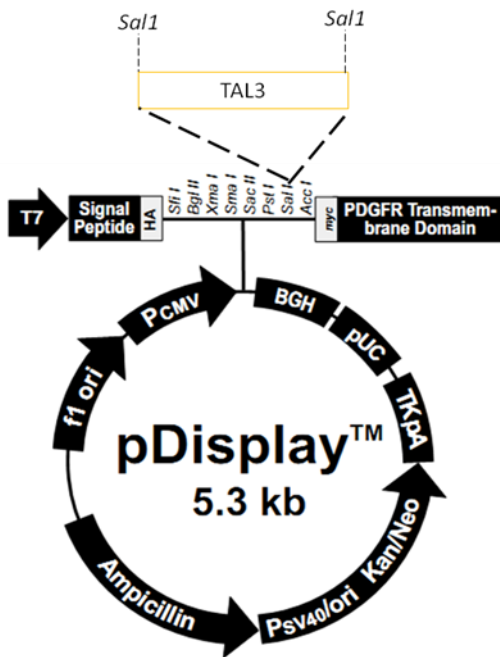 Sal1 Sal1
TAL3
T7
Signal
Peptide
HA
Sfi I
Bgl II
Xma I
Sma I
Sac II
Pst I
Sal I
Acc I
myc
PDGFR Transmem-
brane Domain
PCMV
BGH
pUC
TKpA
f1 ori
pDisplay™
5.3 kb
Ampicillin
PSV40/ori
Kan/Neo